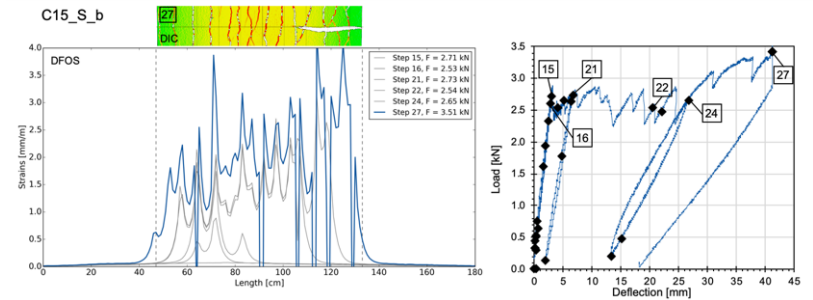 C15_S_b
27
DIC
DFOS
Step 15, F = 2.71 kN
Step 16, F = 2.53 kN
Step 21, F = 2.73 kN
Step 22, F = 2.54 kN
Step 24, F = 2.65 kN
Step 27, F = 3.51 kN
4.0
3.5
3.0
2.5
2.0
1.5
1.0
0.5
0.0
Strains [mm/m]
0 20 40 60 80 100 120 140 160 180
Length [cm]
3.5
3.0
2.5
2.0
1.5
1.0
0.5
0.0
Load [kN]
15
21
16
22
24
27
0 5 10 15 20 25 30 35 40 45
Deflection [mm]